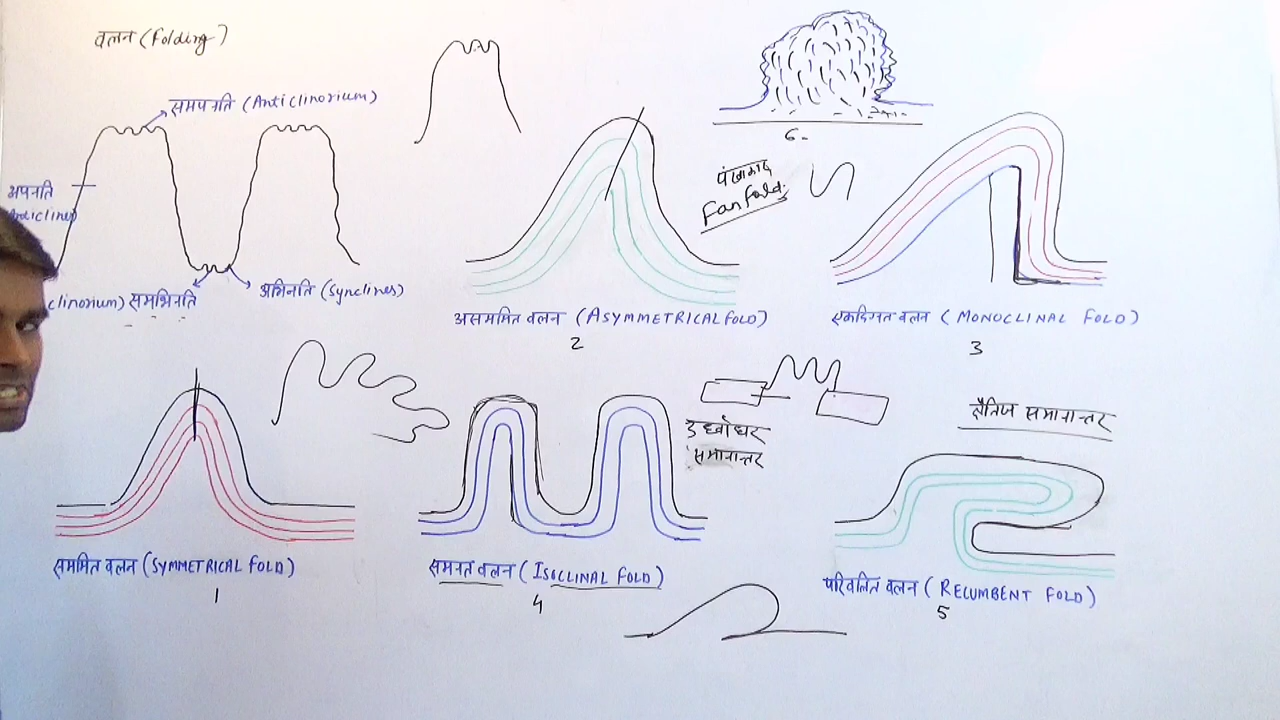 वलन (Folding)
समपनति (Anticlinorium)
अपनति
अभिनति (Synclines)
clinorium) समभिनति
6-
पंखाकार
Fan Fold
असममित वलन (ASYMMETRICAL FOLD)
2
एकदिग्नत वलन (MONOCLINAL FOLD)
3
उर्ध्वाधर
समानान्तर
क्षैतिज समानान्तर
सममित वलन (SYMMETRICAL FOLD)
1
समनत वलन (ISOCLINAL FOLD)
4
परिवलित वलन (RECUMBENT FOLD)
5